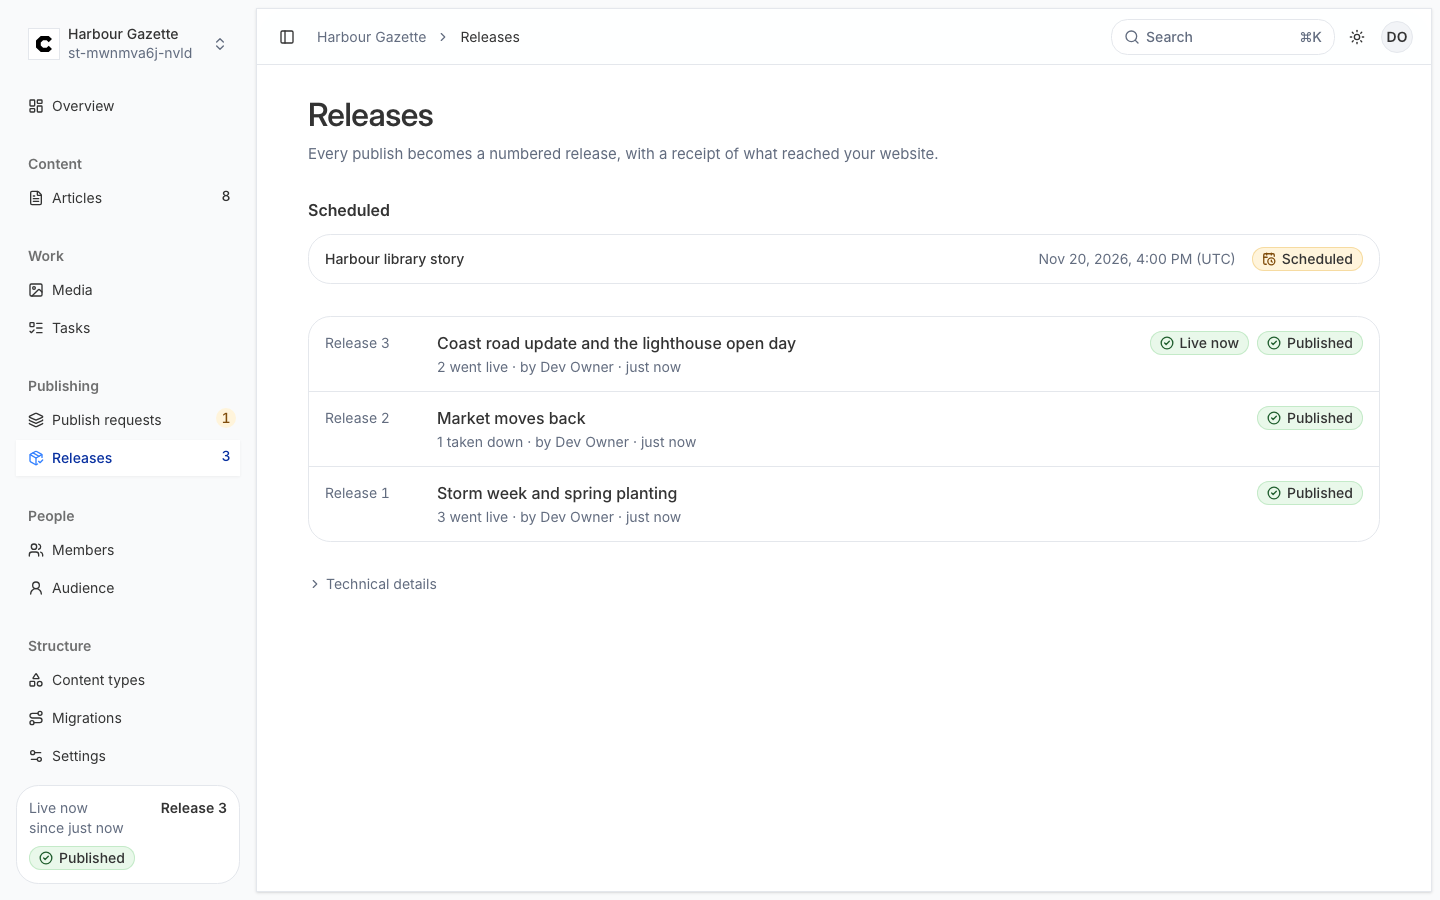 Harbour Gazette
st-mwnmva6j-nvld
Overview
Content
Articles 8
Work
Media
Tasks
Publishing
Publish requests 1
Releases 3
People
Members
Audience
Structure
Content types
Migrations
Settings
Live now Release 3
since just now
Published
Harbour Gazette > Releases
Search ⌘K
DO
Releases
Every publish becomes a numbered release, with a receipt of what reached your website.
Scheduled
Harbour library story Nov 20, 2026, 4:00 PM (UTC) Scheduled
Release 3 Coast road update and the lighthouse open day Live now Published
2 went live · by Dev Owner · just now
Release 2 Market moves back Published
1 taken down · by Dev Owner · just now
Release 1 Storm week and spring planting Published
3 went live · by Dev Owner · just now
Technical details